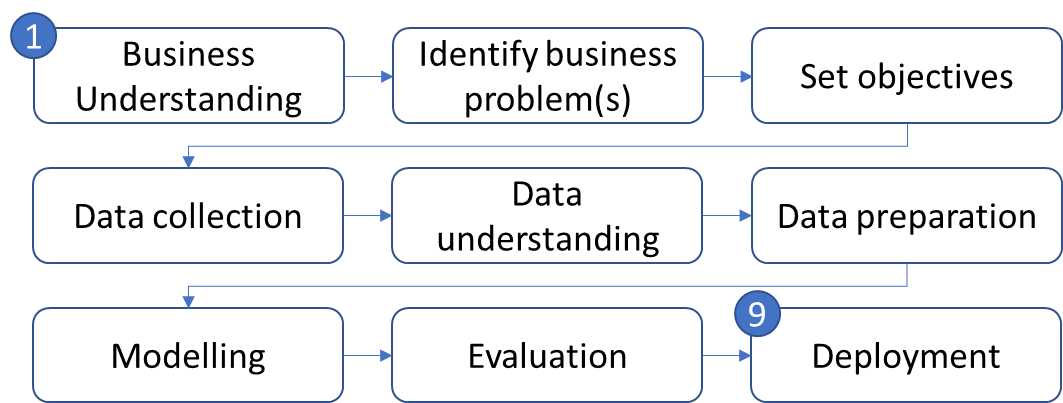 1
Business
Understanding
Identify business
problem(s)
Set objectives
Data collection
Data
understanding
Data preparation
Modelling
Evaluation
9
Deployment